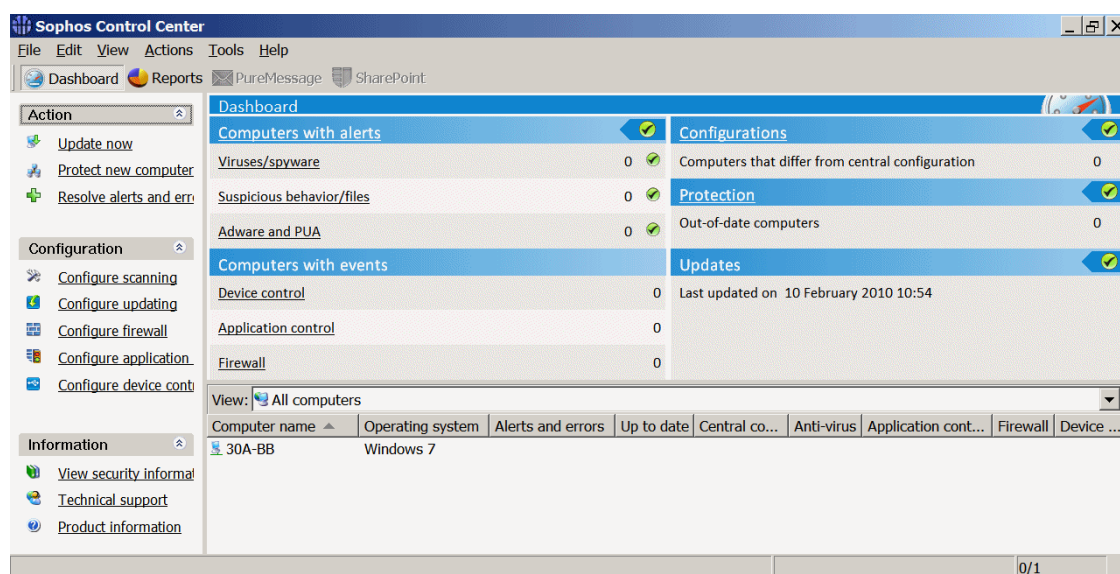 Sophos Control Center
File Edit View Actions Tools Help
Dashboard Reports PureMessage SharePoint
Action
Update now
Protect new computer
Resolve alerts and erro
Configuration
Configure scanning
Configure updating
Configure firewall
Configure application
Configure device cont
Information
View security informat
Technical support
Product information
Dashboard
Computers with alerts
Viruses/spyware 0
Suspicious behavior/files 0
Adware and PUA 0
Computers with events
Device control 0
Application control 0
Firewall 0
Configurations
Computers that differ from central configuration 0
Protection
Out-of-date computers 0
Updates
Last updated on 10 February 2010 10:54
View: All computers
Computer name Operating system Alerts and errors Up to date Central co... Anti-virus Application cont... Firewall Device ...
30A-BB Windows 7
0/1